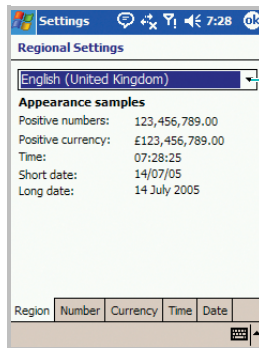 Settings 7:28 ok
Regional Settings
English (United Kingdom)
Appearance samples
Positive numbers: 123,456,789.00
Positive currency: £123,456,789.00
Time: 07:28:25
Short date: 14/07/05
Long date: 14 July 2005
Region Number Currency Time Date